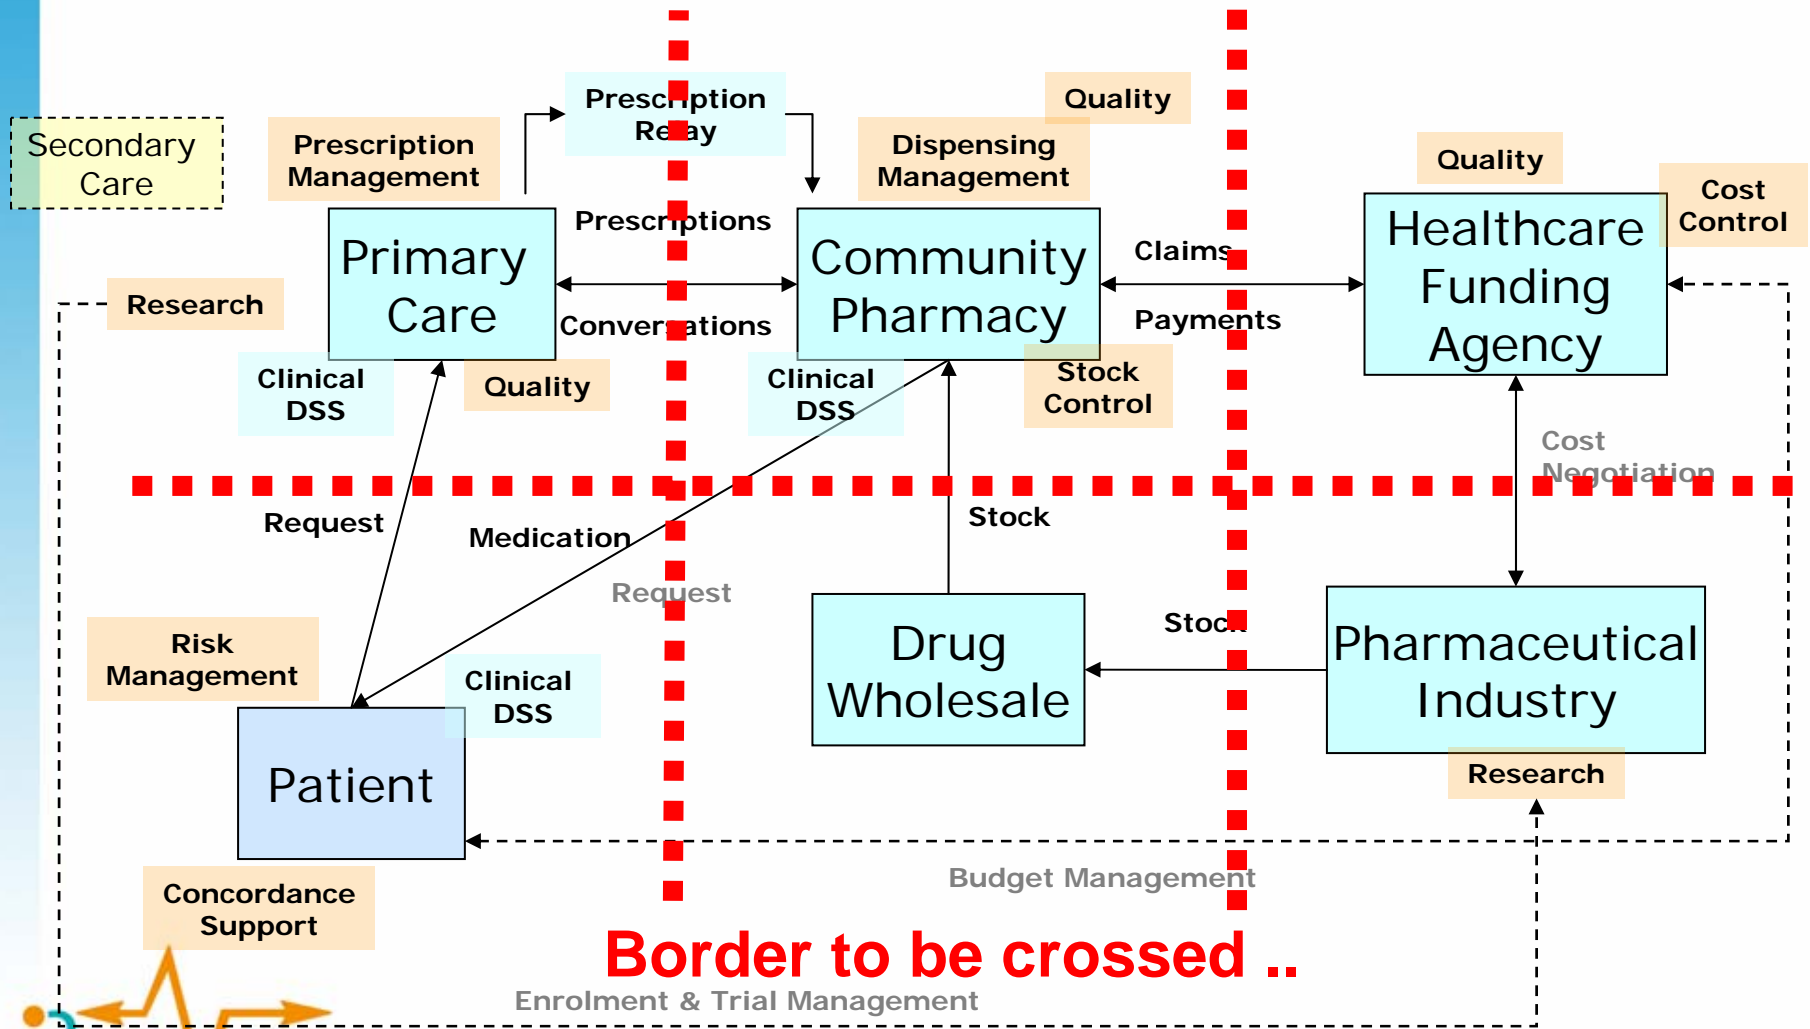 Prescription
Relay
Quality
Secondary
Care
Prescription
Management
Dispensing
Management
Quality
Cost
Control
Prescriptions
Primary
Care
Community
Pharmacy
Claims
Healthcare
Funding
Agency
Research
Conversations
Payments
Clinical
DSS
Quality
Clinical
DSS
Stock
Control
Cost
Negotiation
Request
Medication
Stock
Request
Risk
Management
Clinical
DSS
Drug
Wholesale
Stock
Pharmaceutical
Industry
Patient
Research
Budget Management
Concordance
Support
Border to be crossed ..
Enrolment & Trial Management